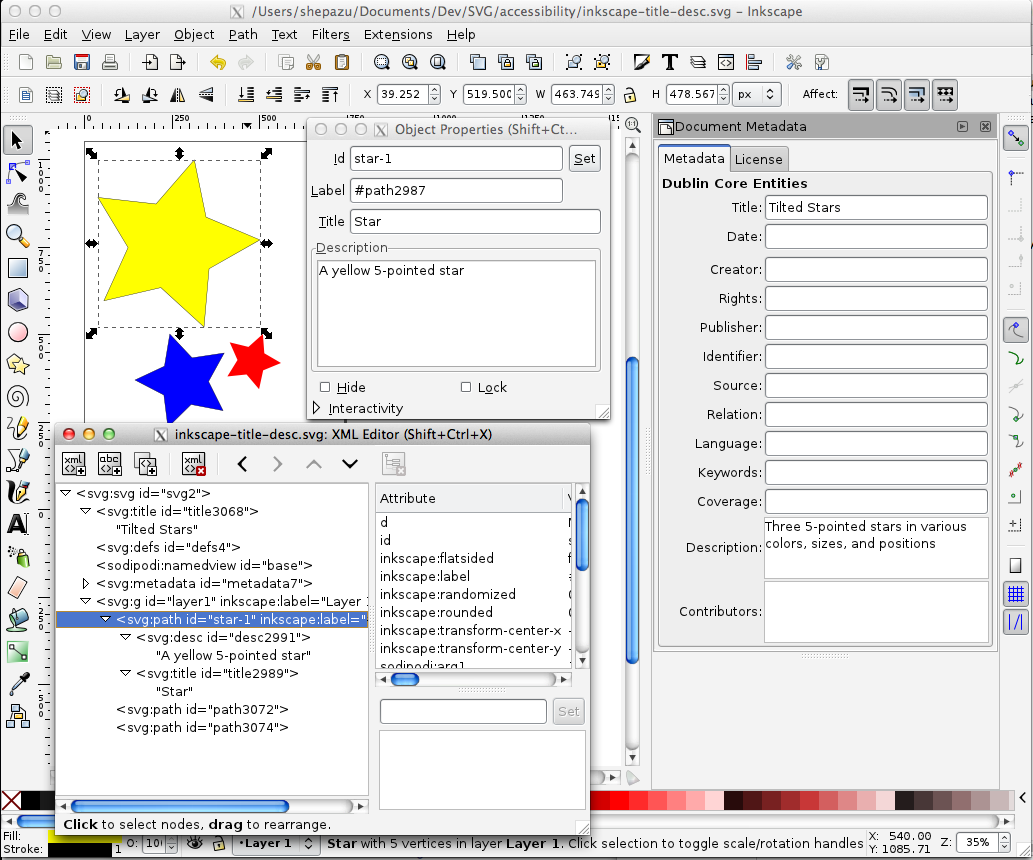 /Users/shepazu/Documents/Dev/SVG/accessibility/inkscape-title-desc.svg – Inkscape
File Edit View Layer Object Path Text Filters Extensions Help
X 39.252 Y 519.500 W 463.749 H 478.567 px Affect:
0 250 500
Object Properties (Shift+Ct...
Id star-1 Set
Label #path2987
Title Star
Description
A yellow 5-pointed star
Hide Lock
Interactivity
Document Metadata
Metadata License
Dublin Core Entities
Title: Tilted Stars
Date:
Creator:
Rights:
Publisher:
Identifier:
Source:
Relation:
Language:
Keywords:
Coverage:
Description: Three 5-pointed stars in various
colors, sizes, and positions
Contributors:
inkscape-title-desc.svg: XML Editor (Shift+Ctrl+X)
<svg:svg id="svg2">
<svg:title id="title3068">
"Tilted Stars"
<svg:defs id="defs4">
<sodipodi:namedview id="base">
<svg:metadata id="metadata7">
<svg:g id="layer1" inkscape:label="Layer
<svg:path id="star-1" inkscape:label="
<svg:desc id="desc2991">
"A yellow 5-pointed star"
<svg:title id="title2989">
"Star"
<svg:path id="path3072">
<svg:path id="path3074">
Attribute
d
id
inkscape:flatsided
inkscape:label
inkscape:randomized
inkscape:rounded
inkscape:transform-center-x
inkscape:transform-center-y
sodipodi:arg1
Set
Click to select nodes, drag to rearrange.
Fill:
Stroke: 1 O:
•Layer 1 Star with 5 vertices in layer Layer 1. Click selection to toggle scale/rotation handles
X: 540.00
Y: 1085.71
Z: 35%